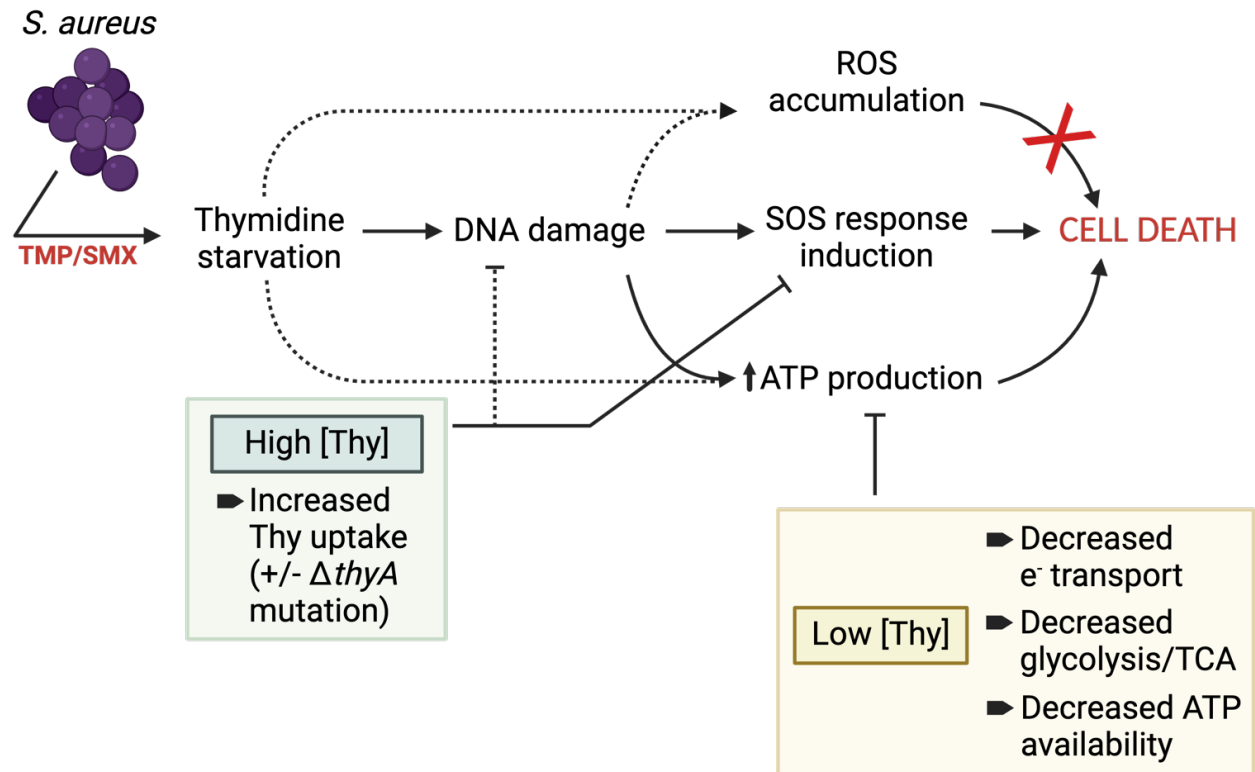 S. aureus
TMP/SMX
Thymidine
starvation
DNA damage
ROS
accumulation
SOS response
induction
CELL DEATH
ATP production
High [Thy]
Increased
Thy uptake
(+/- ΔthyA
mutation)
Low [Thy]
Decreased
e⁻ transport
Decreased
glycolysis/TCA
Decreased ATP
availability